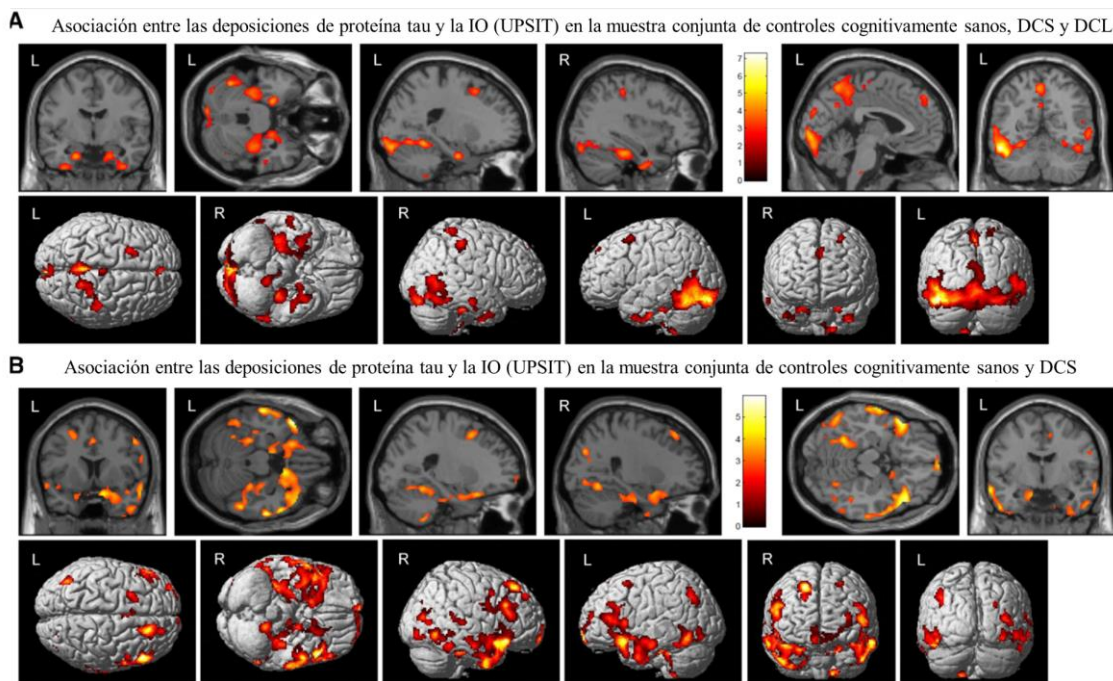 A Asociación entre las deposiciones de proteína tau y la IO (UPSIT) en la muestra conjunta de controles cognitivamente sanos, DCS y DCL
L L L R L L
7
6
5
4
3
2
1
0
L R R L R L
B Asociación entre las deposiciones de proteína tau y la IO (UPSIT) en la muestra conjunta de controles cognitivamente sanos y DCS
L L L R L L
5
4
3
2
1
0
L R R L R L